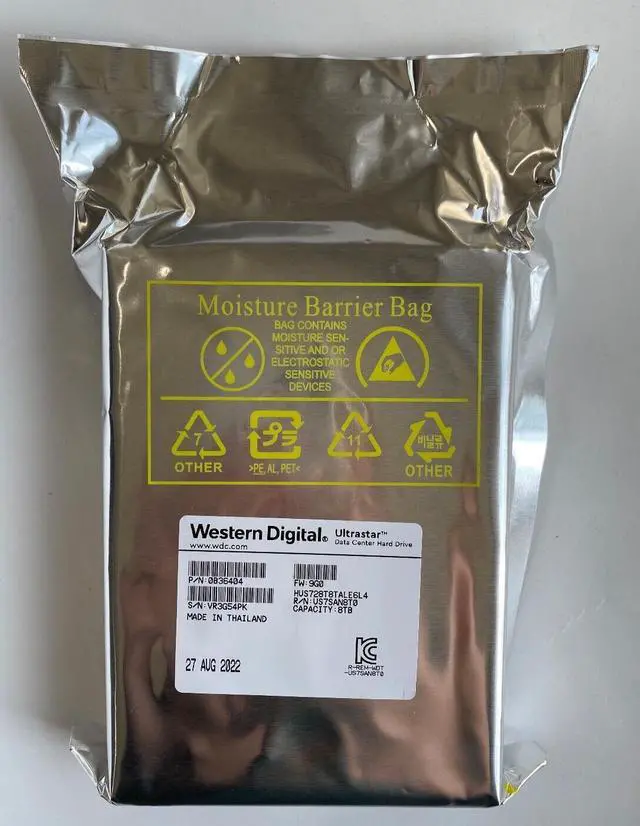 Moisture Barrier Bag
BAG CONTAINS
MOISTURE SEN-
SITIVE AND OR
ELECTROSTATIC
SENSITIVE
DEVICES
7
OTHER
プラ
>PE, AL, PET<
11
비닐류
OTHER
Western Digital® Ultrastar™
www.wdc.com Data Center Hard Drive
P/N:0B36404
FW:9G0
HUS728T8TALE6L4
S/N:VR3G54PK
R/N:US7SAN8T0
CAPACITY:8TB
MADE IN THAILAND
27 AUG 2022
R-REM-WDT
-US7SAN8T0